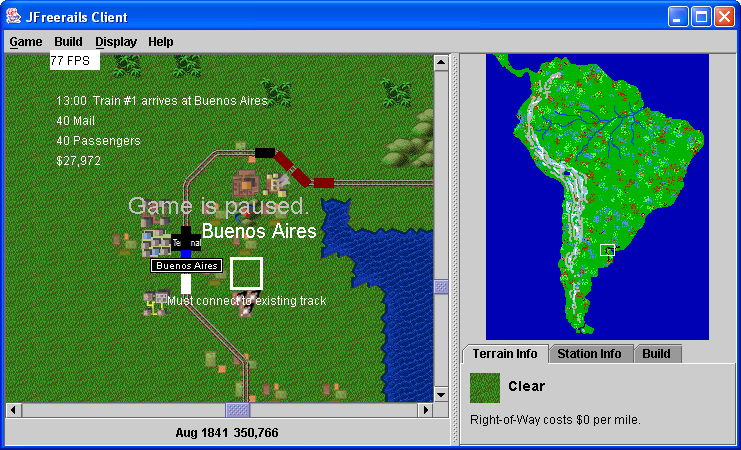 JFreerails Client
Game Build Display Help
77 FPS
13:00 Train #1 arrives at Buenos Aires
40 Mail
40 Passengers
$27,972
Game is paused.
Buenos Aires
Terminal
Buenos Aires
Must connect to existing track
Aug 1841 350,766
Terrain Info Station Info Build
Clear
Right-of-Way costs $0 per mile.